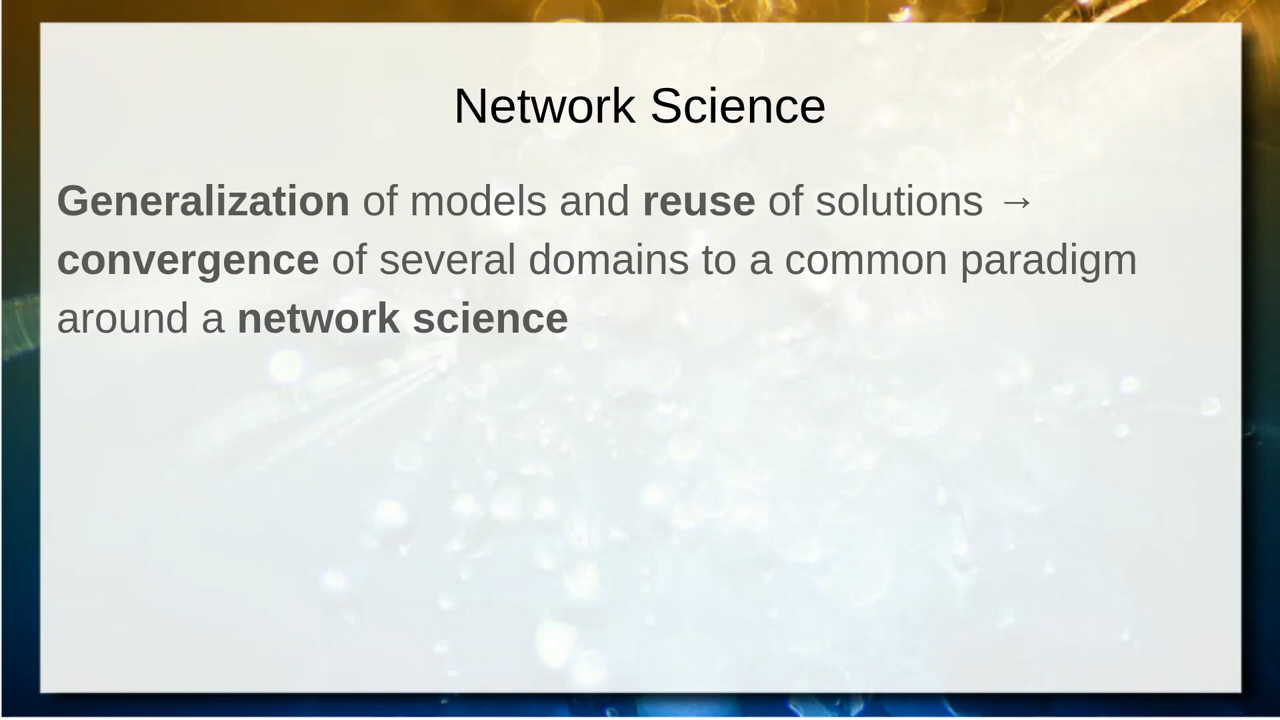 Network Science
Generalization of models and reuse of solutions →
convergence of several domains to a common paradigm
around a network science